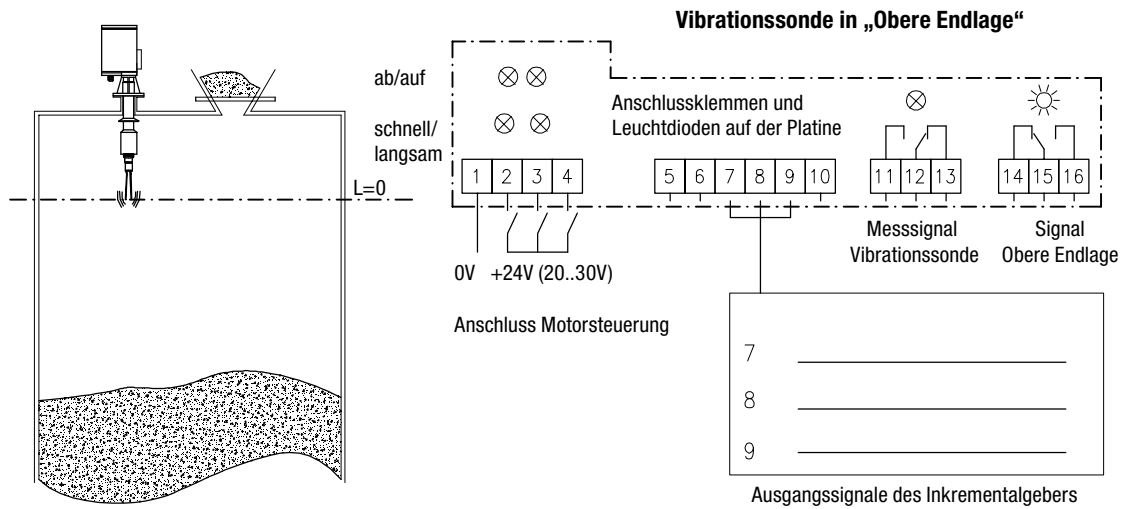 Vibrationssonde in „Obere Endlage“
ab/auf
schnell/
langsam
Anschlussklemmen und
Leuchtdioden auf der Platine
1 2 3 4
5 6 7 8 9 10
11 12 13
14 15 16
L=0
0V +24V (20..30V)
Messsignal
Vibrationssonde
Signal
Obere Endlage
Anschluss Motorsteuerung
7
8
9
Ausgangssignale des Inkrementalgebers